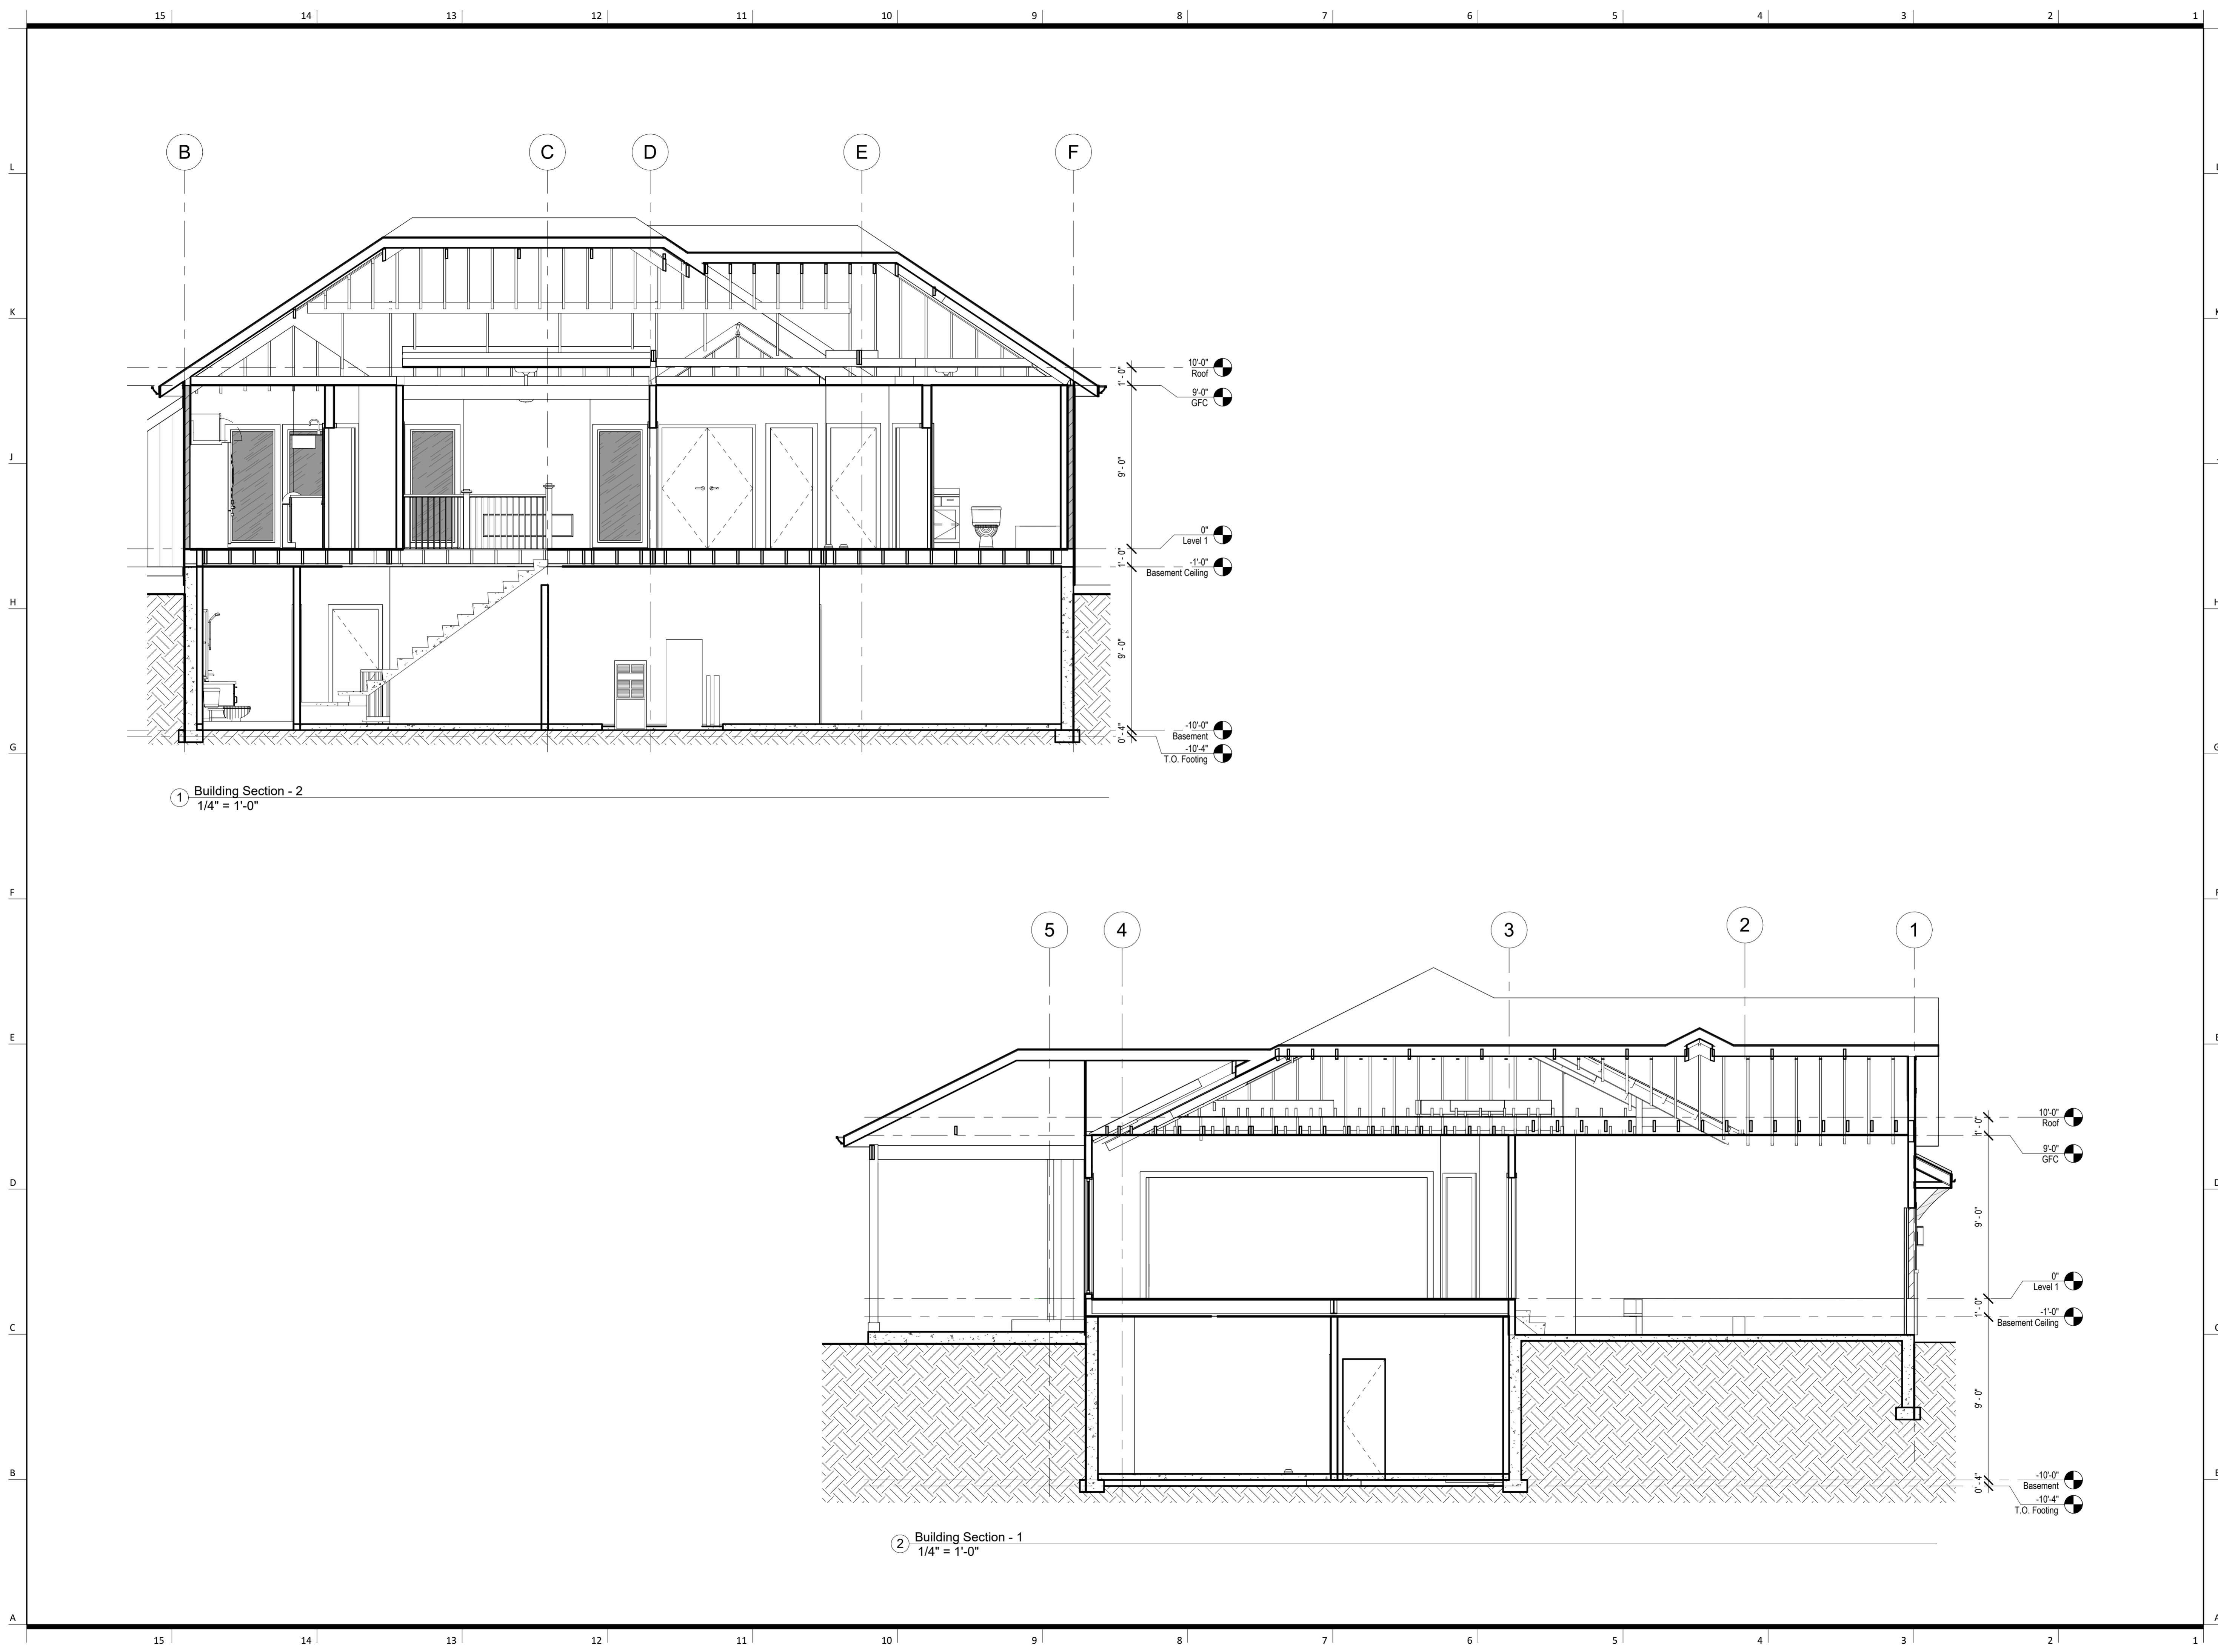 15 14 13 12 11 10 9 8 7 6 5 4 3 2 1
L
K
J
H
G
F
E
D
C
B
A
B C D E F
10'-0"
Roof
9'-0"
GFC
0"
Level 1
-1'-0"
Basement Ceiling
-10'-0"
Basement
-10'-4"
T.O. Footing
1' - 0"
9' - 0"
1' - 0"
9' - 0"
0' - 4"
1 Building Section - 2
1/4" = 1'-0"
5 4 3 2 1
10'-0"
Roof
9'-0"
GFC
0"
Level 1
-1'-0"
Basement Ceiling
-10'-0"
Basement
-10'-4"
T.O. Footing
1' - 0"
9' - 0"
1' - 0"
9' - 0"
0' - 4"
2 Building Section - 1
1/4" = 1'-0"
15 14 13 12 11 10 9 8 7 6 5 4 3 2 1